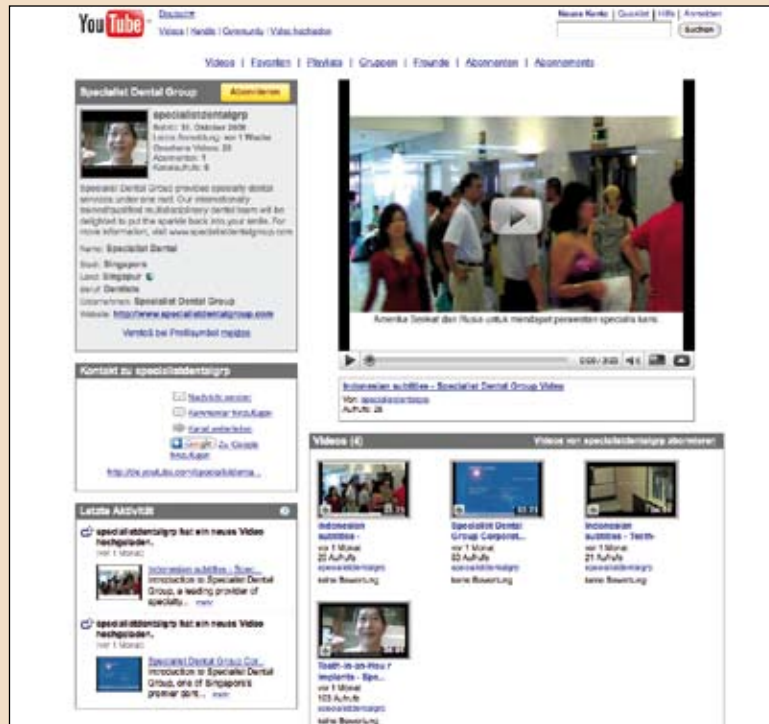 You Tube
Deutsch
Videos | Kanäle | Community | Video hochladen
Neues Konto | Quicklist | Hilfe | Anmelden
Suchen
Videos | Favoriten | Playlists | Gruppen | Freunde | Abonnenten | Abonnements
Specialist Dental Group
Abonnieren
specialistdentalgrp
Beitritt: Oktober 2008
Letzte Anmeldung: vor 1 Woche
Gesehene Videos:
Abonnenten: 1
Kanalaufrufe: 6
Specialist Dental Group provides specialty dental
services under one roof. Our internationally
trained/qualified multidisciplinary dental team will be
delighted to put the sparkle back into your smile. For
more information, visit www.specialistdentalgroup.com
Name: Specialist Dental
Stadt: Singapore
Land: Singapur
Beruf: Dentists
Unternehmen: Specialist Dental Group
Website: http://www.specialistdentalgroup.com
Verstoß bei Profilsymbol melden
Amerika Serikat dan Rusia untuk mendapat perawatan specialis kami.
0:00 /
Indonesian subtitles - Specialist Dental Group Video
Von: specialistdentalgrp
Aufrufe: 26
Kontakt zu specialistdentalgrp
Nachricht senden
Kommentar hinzufügen
Kanal weiterleiten
Google Zu Google
hinzufügen
http://de.youtube.com/specialistdenta...
Letzte Aktivität
specialistdentalgrp hat ein neues Video
hochgeladen.
(vor 1 Monat)
Indonesian subtitles - Spec...
Introduction to Specialist Dental
Group, a leading provider of
specialty... mehr
specialistdentalgrp hat ein neues Video
hochgeladen.
(vor 1 Monat)
Specialist Dental Group Cor...
Introduction to Specialist Dental
Group, one of Singapore's
premier dent... mehr
Videos (4)
Videos von specialistdentalgrp abonnieren
Indonesian
subtitles -
vor 1 Monat
Aufrufe
specialistdentalgrp
keine Bewertung
Specialist Dental
Group Corporat...
vor 1 Monat
Aufrufe
specialistdentalgrp
keine Bewertung
Indonesian
subtitles - Teeth-
vor 1 Monat
21 Aufrufe
specialistdentalgrp
keine Bewertung
Teeth-in-an-Hour
Implants - Spe...
vor 1 Monat
103 Aufrufe
specialistdentalgrp
keine Bewertung